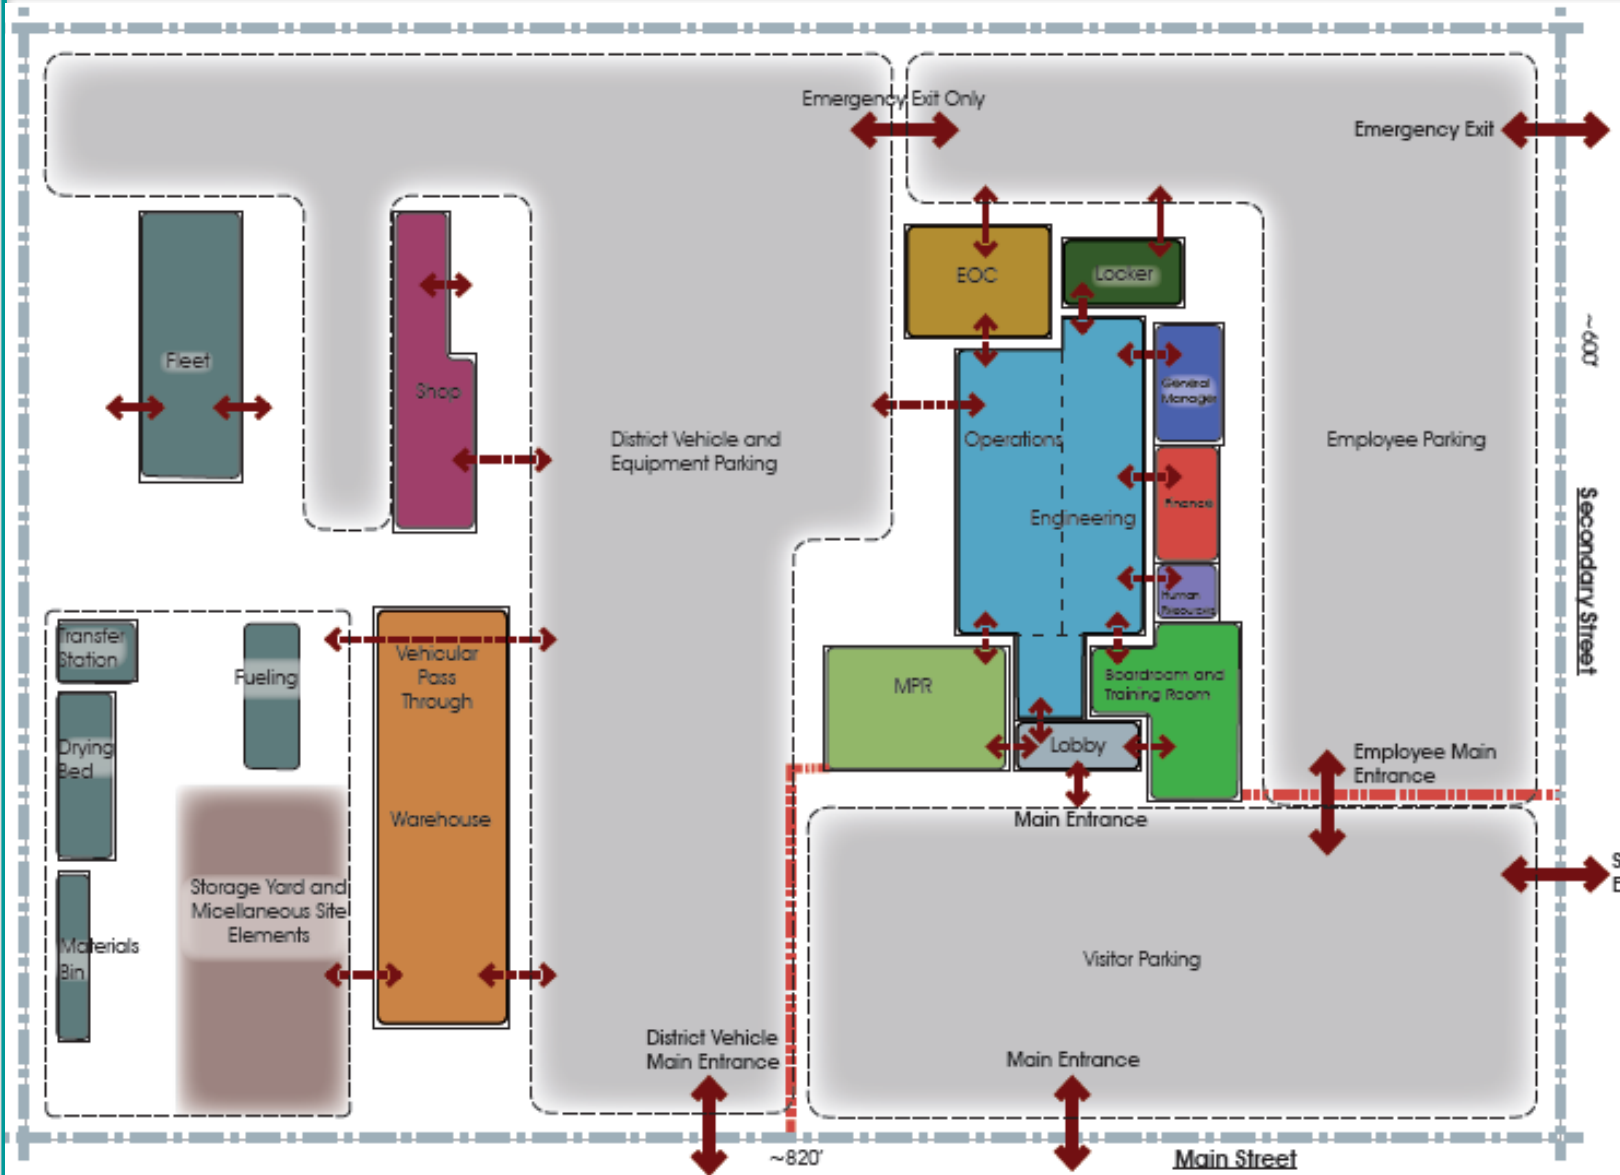 Emergency Exit Only
Emergency Exit
EOC
Locker
~600'
Fleet
Shop
General
Manager
District Vehicle and
Equipment Parking
Operations
Employee Parking
Finance
Engineering
Secondary Street
Human
Resources
Transfer
Station
Fueling
Vehicular
Pass
Through
MPR
Boardroom and
Training Room
Drying
Bed
Lobby
Employee Main
Entrance
Warehouse
Main Entrance
Storage Yard and
Micellaneous Site
Elements
Materials
Bin
Visitor Parking
District Vehicle
Main Entrance
Main Entrance
~820'
Main Street